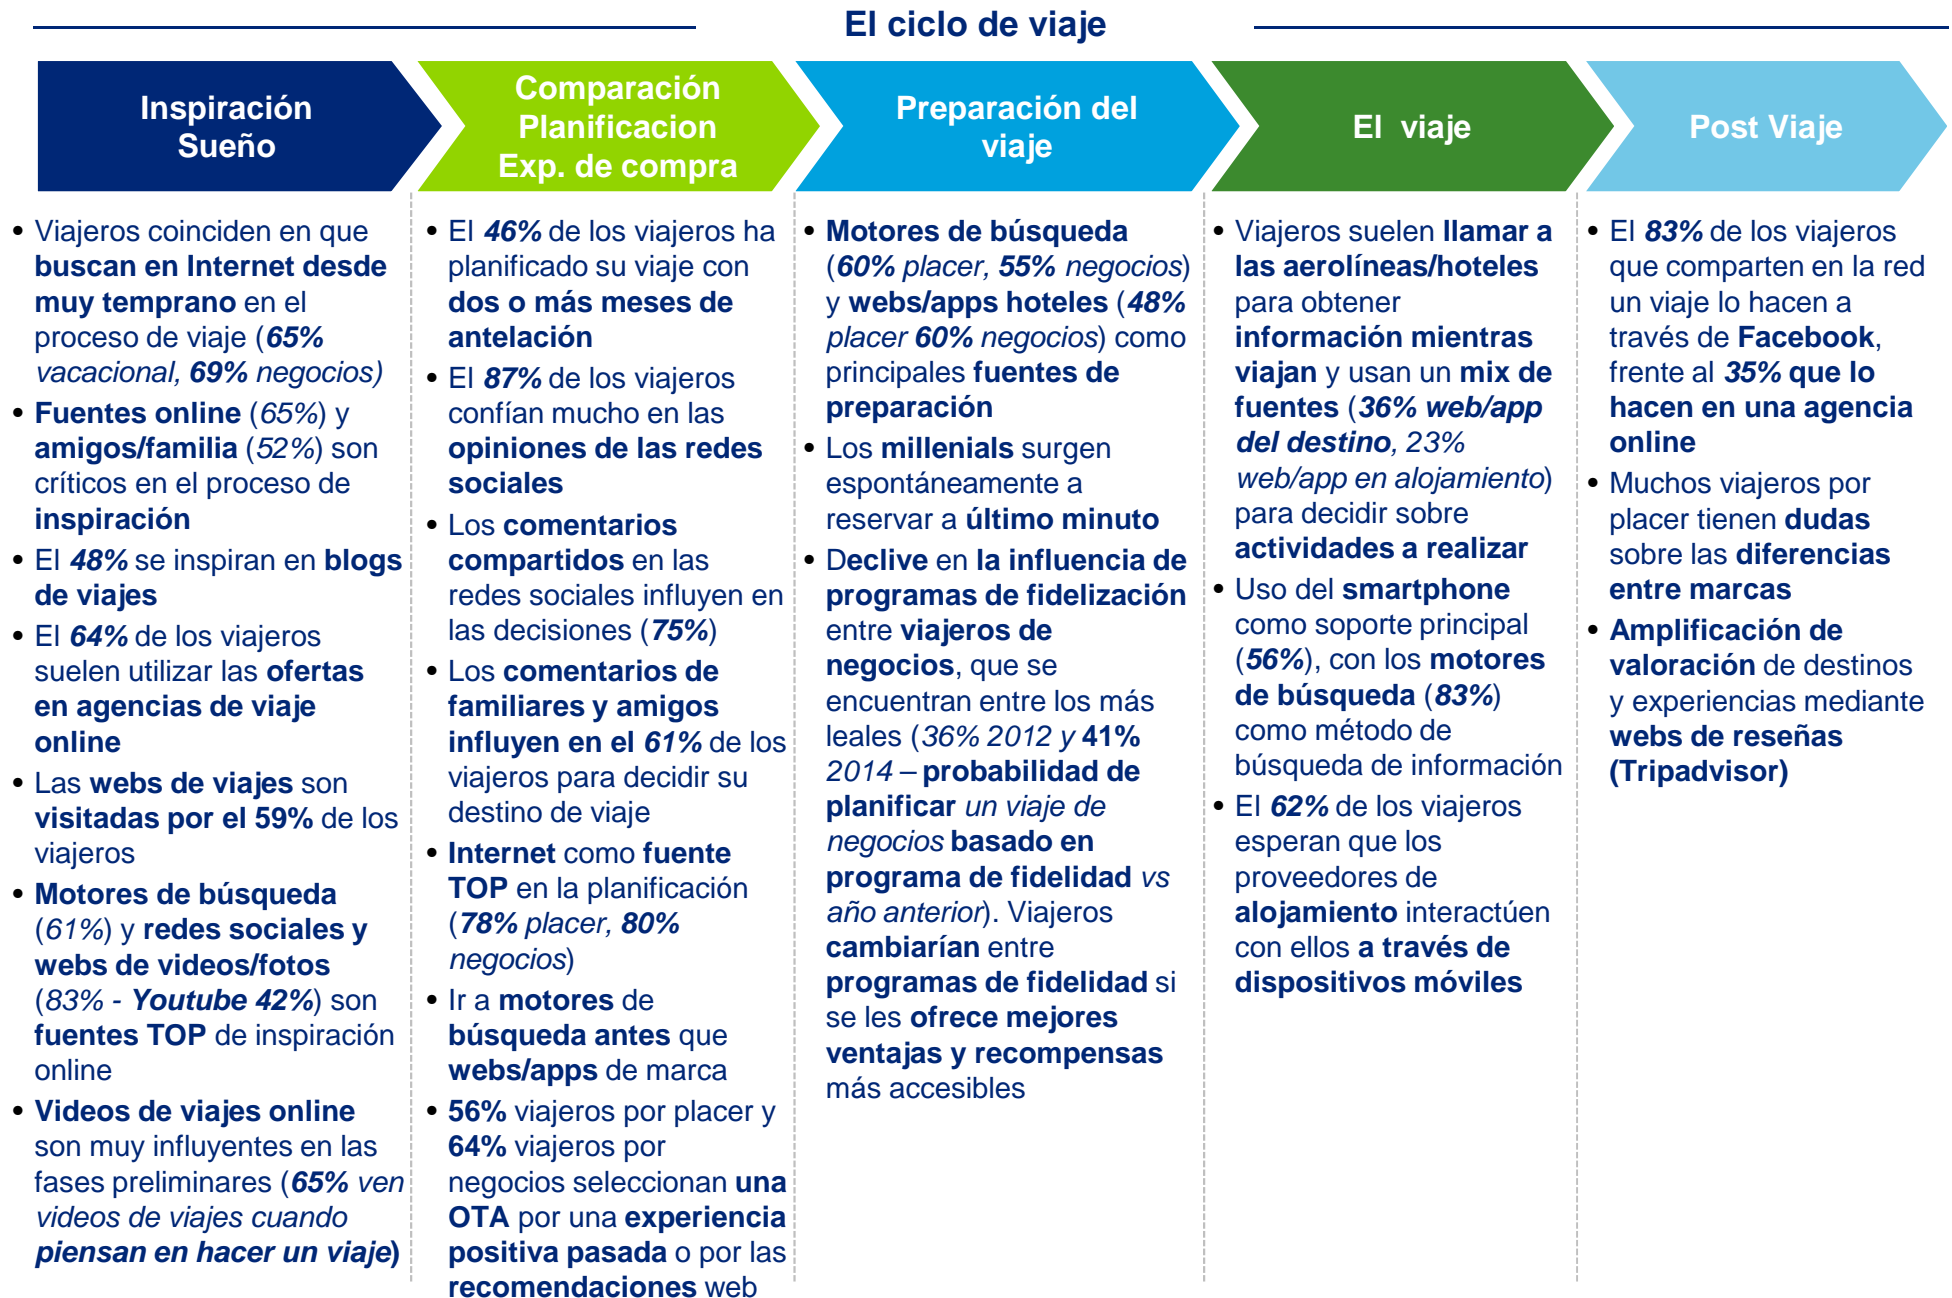 El ciclo de viaje
Inspiración
Sueño
Comparación
Planificacion
Exp. de compra
Preparación del
viaje
El viaje
Post Viaje
• Viajeros coinciden en que
buscan en Internet desde
muy temprano en el
proceso de viaje (65%
vacacional, 69% negocios)
• Fuentes online (65%) y
amigos/familia (52%) son
críticos en el proceso de
inspiración
• El 48% se inspiran en blogs
de viajes
• El 64% de los viajeros
suelen utilizar las ofertas
en agencias de viaje
online
• Las webs de viajes son
visitadas por el 59% de los
viajeros
• Motores de búsqueda
(61%) y redes sociales y
webs de videos/fotos
(83% - Youtube 42%) son
fuentes TOP de inspiración
online
• Videos de viajes online
son muy influyentes en las
fases preliminares (65% ven
videos de viajes cuando
piensan en hacer un viaje)
• El 46% de los viajeros ha
planificado su viaje con
dos o más meses de
antelación
• El 87% de los viajeros
confían mucho en las
opiniones de las redes
sociales
• Los comentarios
compartidos en las
redes sociales influyen en
las decisiones (75%)
• Los comentarios de
familiares y amigos
influyen en el 61% de los
viajeros para decidir su
destino de viaje
• Internet como fuente
TOP en la planificación
(78% placer, 80%
negocios)
• Ir a motores de
búsqueda antes que
webs/apps de marca
• 56% viajeros por placer y
64% viajeros por
negocios seleccionan una
OTA por una experiencia
positiva pasada o por las
recomendaciones web
• Motores de búsqueda
(60% placer, 55% negocios)
y webs/apps hoteles (48%
placer 60% negocios) como
principales fuentes de
preparación
• Los millenials surgen
espontáneamente a
reservar a último minuto
• Declive en la influencia de
programas de fidelización
entre viajeros de
negocios, que se
encuentran entre los más
leales (36% 2012 y 41%
2014 – probabilidad de
planificar un viaje de
negocios basado en
programa de fidelidad vs
año anterior). Viajeros
cambiarían entre
programas de fidelidad si
se les ofrece mejores
ventajas y recompensas
más accesibles
• Viajeros suelen llamar a
las aerolíneas/hoteles
para obtener
información mientras
viajan y usan un mix de
fuentes (36% web/app
del destino, 23%
web/app en alojamiento)
para decidir sobre
actividades a realizar
• Uso del smartphone
como soporte principal
(56%), con los motores
de búsqueda (83%)
como método de
búsqueda de información
• El 62% de los viajeros
esperan que los
proveedores de
alojamiento interactúen
con ellos a través de
dispositivos móviles
• El 83% de los viajeros
que comparten en la red
un viaje lo hacen a
través de Facebook,
frente al 35% que lo
hacen en una agencia
online
• Muchos viajeros por
placer tienen dudas
sobre las diferencias
entre marcas
• Amplificación de
valoración de destinos
y experiencias mediante
webs de reseñas
(Tripadvisor)